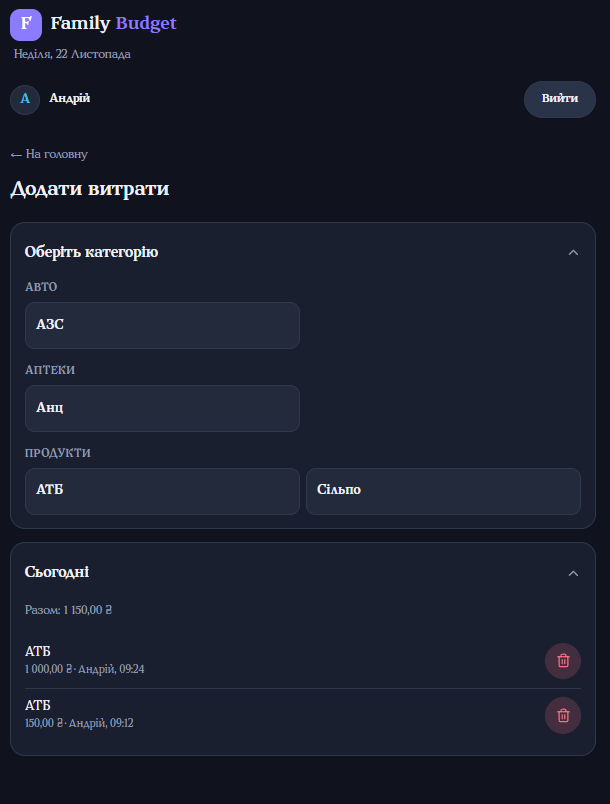 F Family Budget
Неділя, 22 Листопада
А Андрій Вийти
← На головну
Додати витрати
Оберіть категорію
АВТО
АЗС
АПТЕКИ
Анц
ПРОДУКТИ
АТБ Сільпо
Сьогодні
Разом: 1 150,00 ₴
АТБ
1 000,00 ₴ · Андрій, 09:24
АТБ
150,00 ₴ · Андрій, 09:12